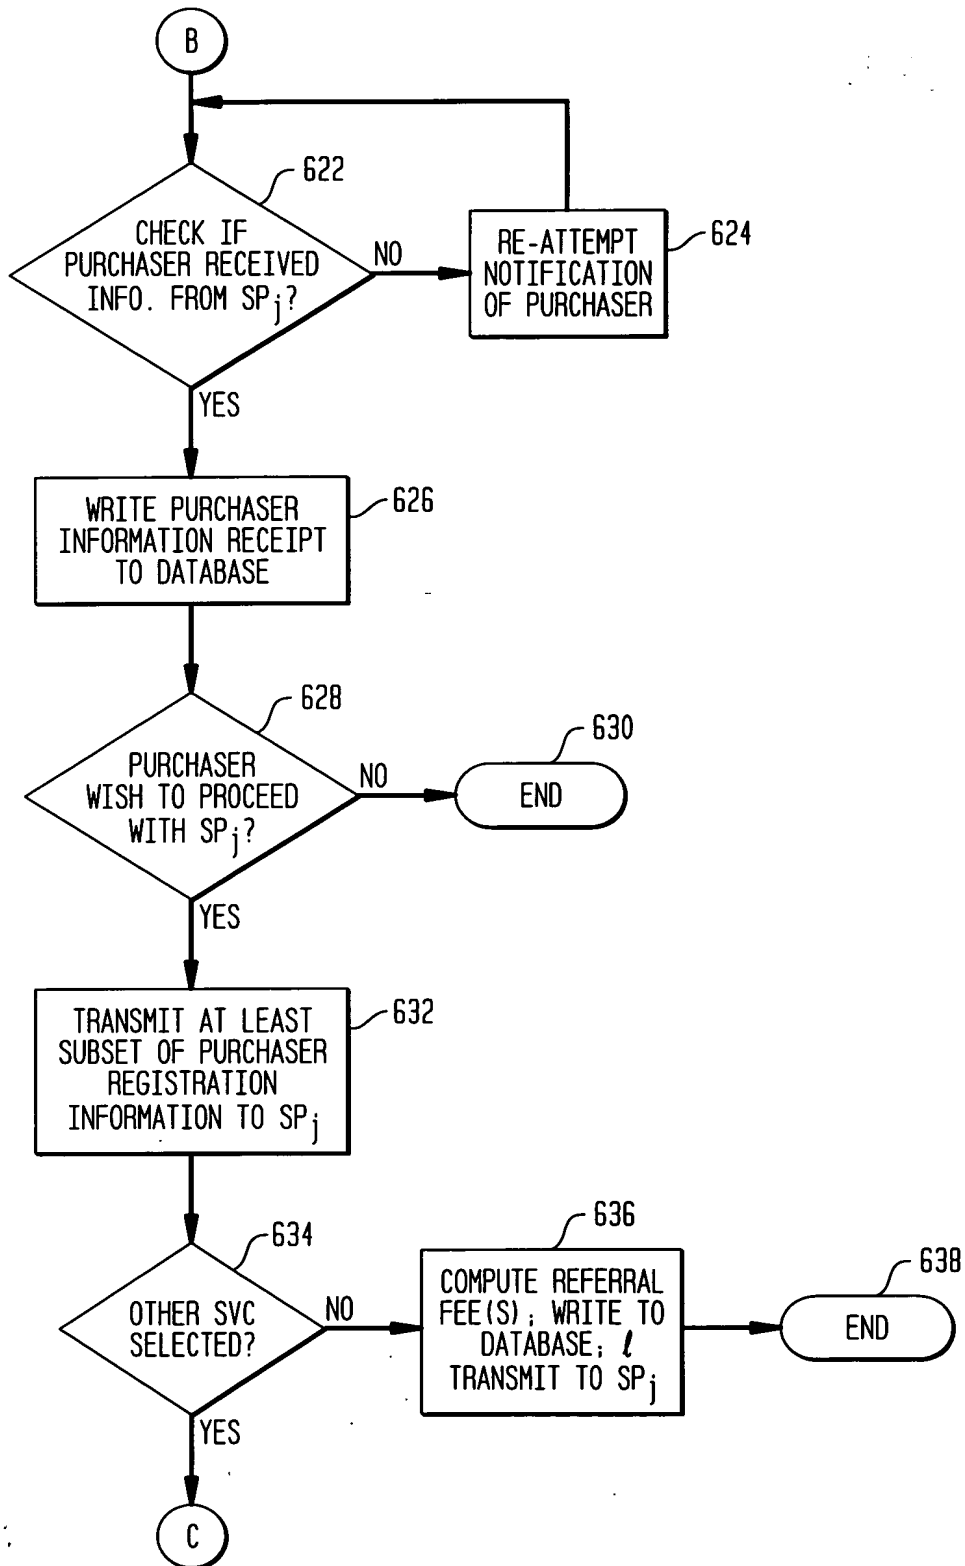 B
622
CHECK IF
PURCHASER RECEIVED
INFO. FROM SPj?
NO
RE-ATTEMPT
NOTIFICATION
OF PURCHASER
624
YES
WRITE PURCHASER
INFORMATION RECEIPT
TO DATABASE
626
628
PURCHASER
WISH TO PROCEED
WITH SPj?
NO
630
END
YES
TRANSMIT AT LEAST
SUBSET OF PURCHASER
REGISTRATION
INFORMATION TO SPj
632
634
OTHER SVC
SELECTED?
NO
636
COMPUTE REFERRAL
FEE(S); WRITE TO
DATABASE; ℓ
TRANSMIT TO SPj
638
END
YES
C